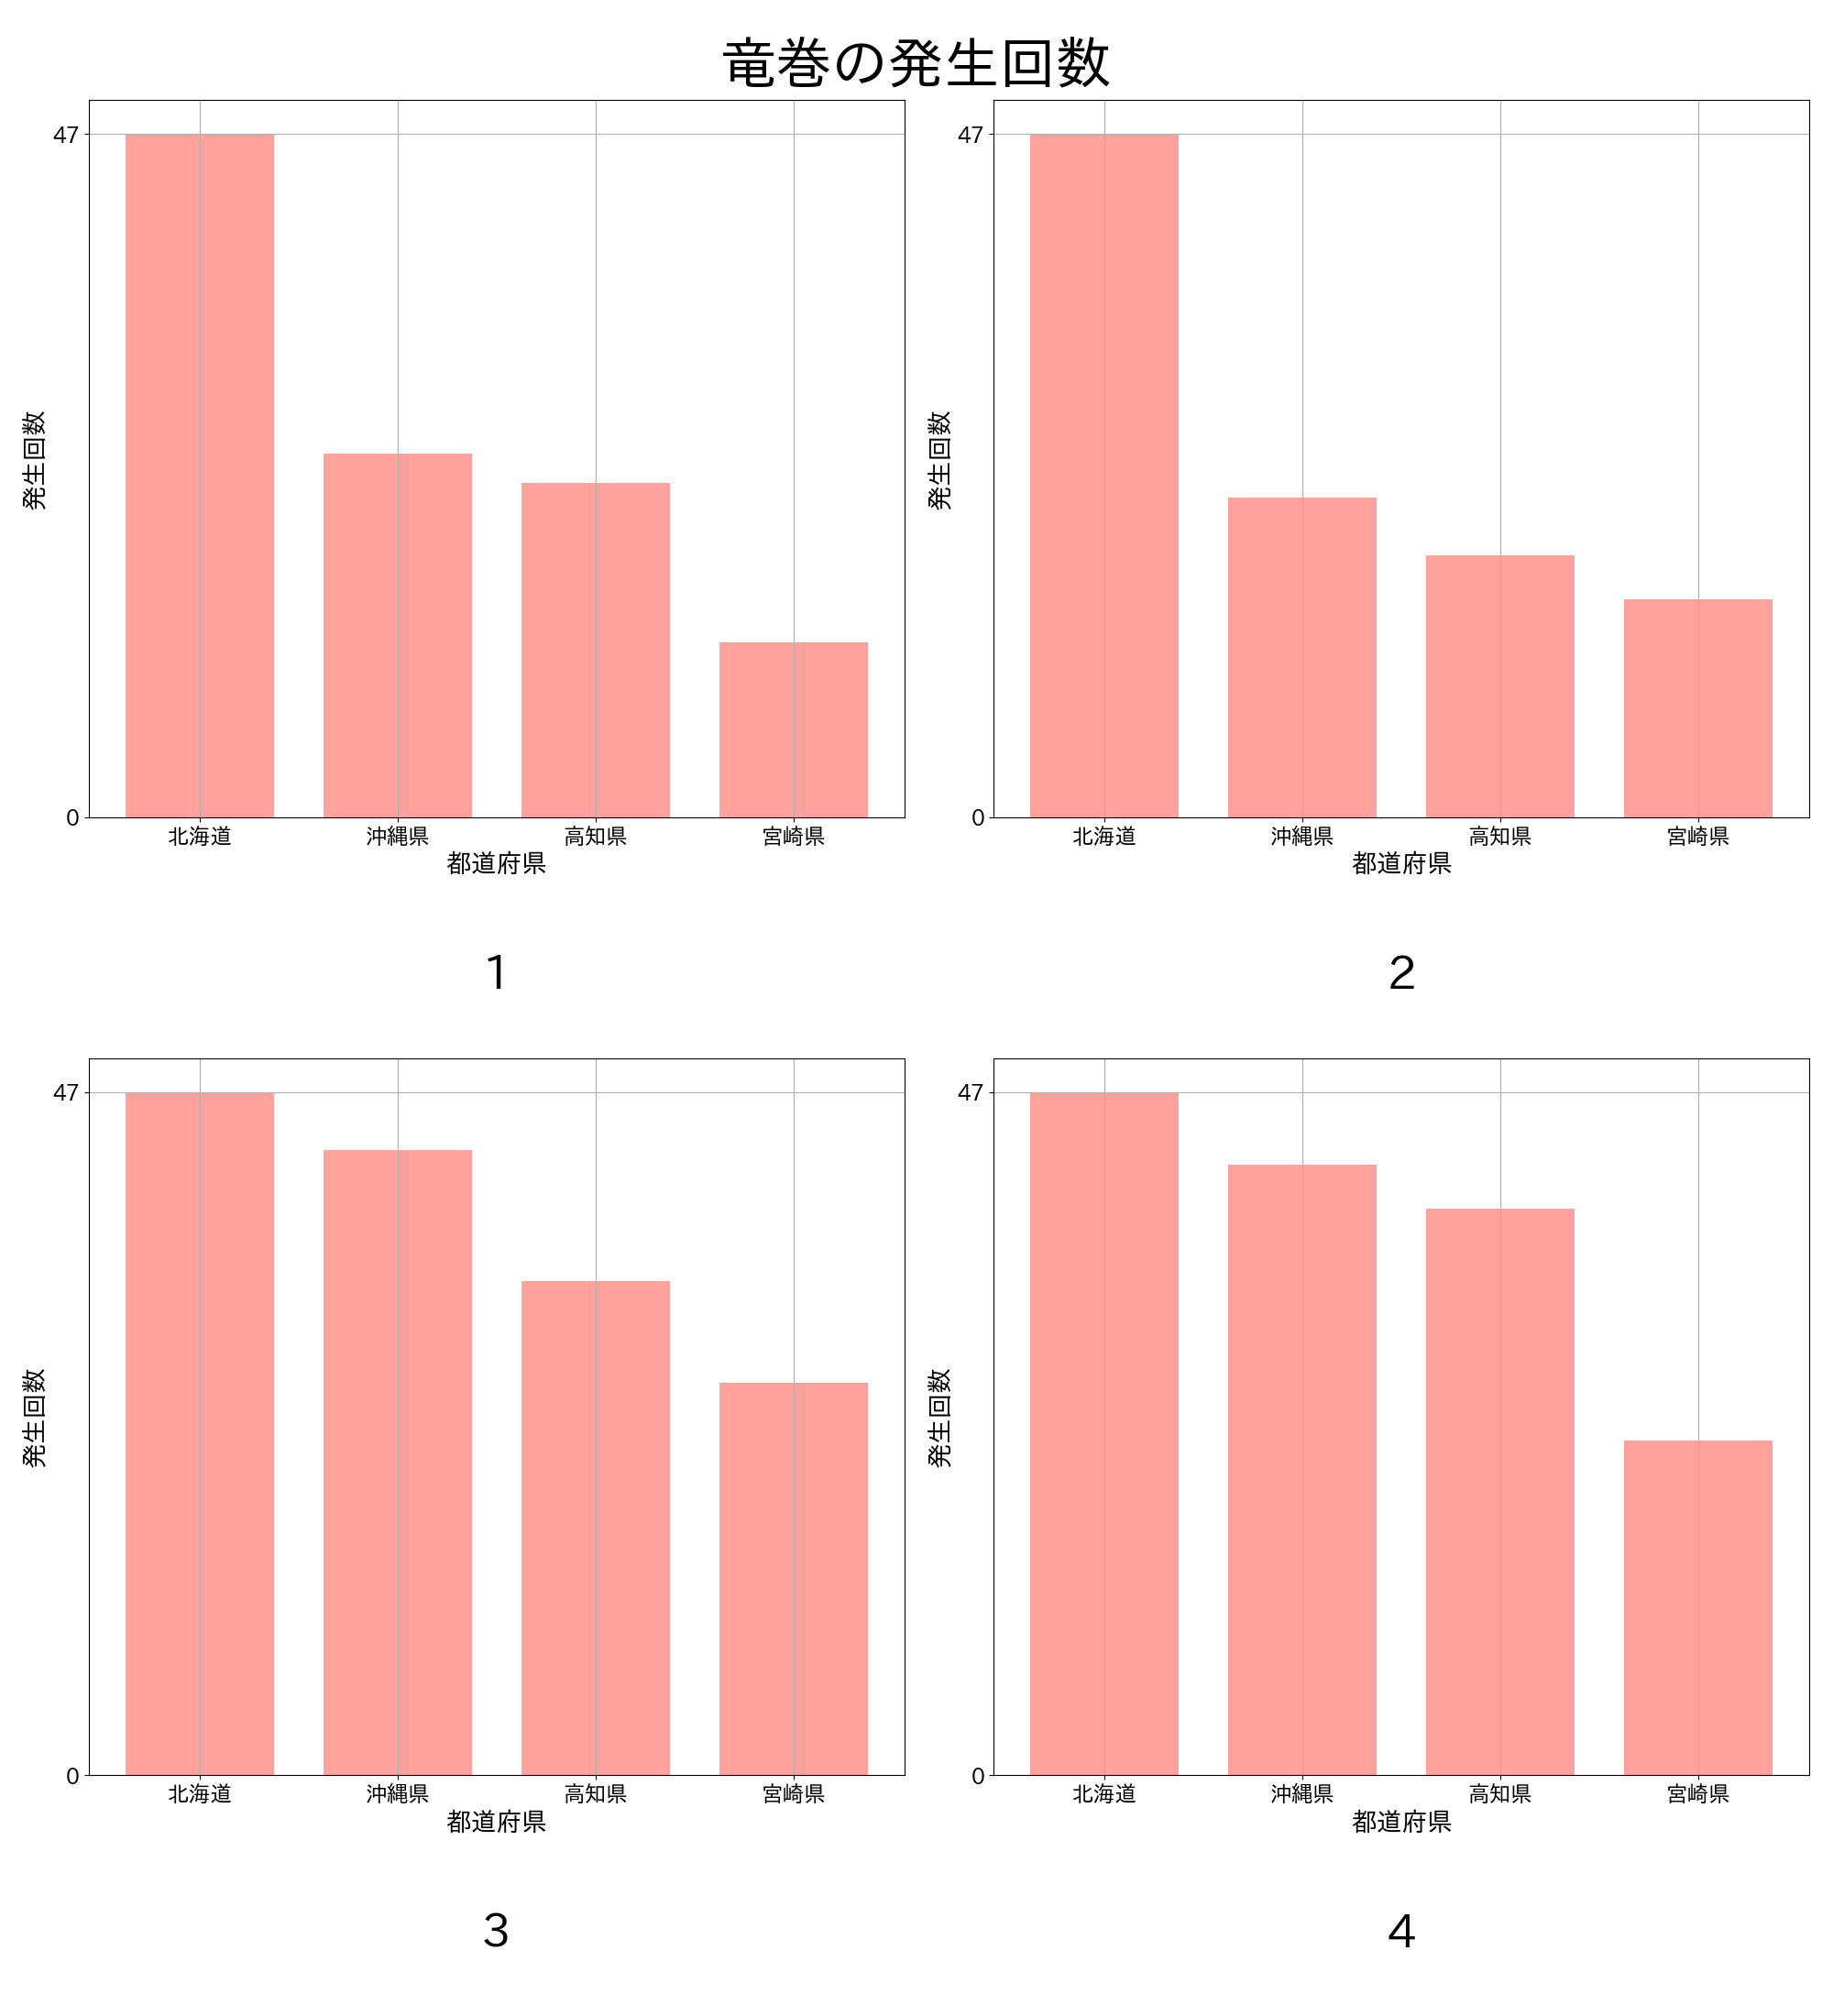 竜巻の発生回数
47
0
発生回数
北海道 沖縄県 高知県 宮崎県
都道府県
1
47
0
発生回数
北海道 沖縄県 高知県 宮崎県
都道府県
2
47
0
発生回数
北海道 沖縄県 高知県 宮崎県
都道府県
3
47
0
発生回数
北海道 沖縄県 高知県 宮崎県
都道府県
4